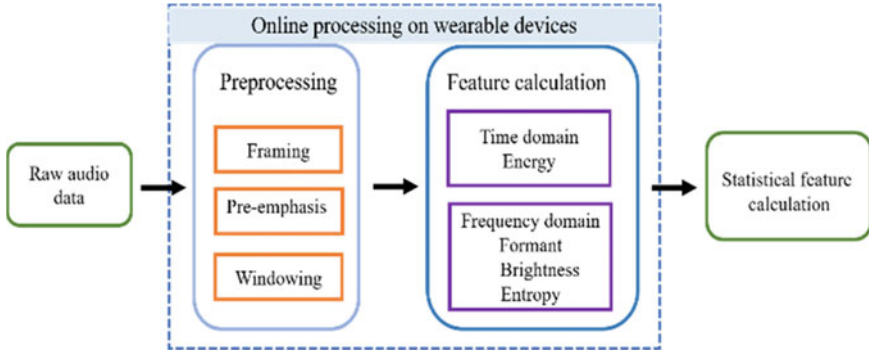 Online processing on wearable devices
Raw audio
data
Preprocessing
Framing
Pre-emphasis
Windowing
Feature calculation
Time domain
Energy
Frequency domain
Formant
Brightness
Entropy
Statistical feature
calculation